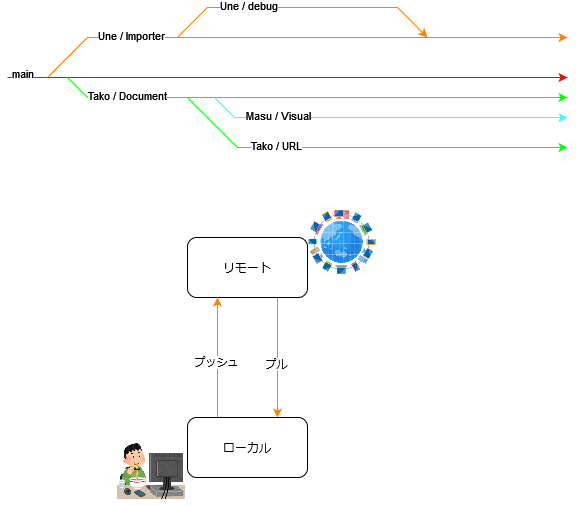 Une / debug
Une / Importer
main
Tako / Document
Masu / Visual
Tako / URL
リモート
プッシュ
プル
ローカル